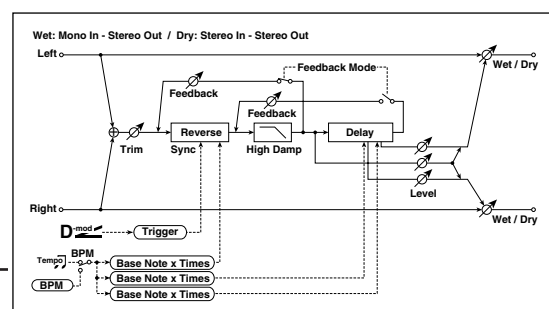 Wet: Mono In - Stereo Out / Dry: Stereo In - Stereo Out
Left
Wet / Dry
Feedback Mode
Feedback
Feedback
Trim
Reverse
Sync
High Damp
Delay
Level
Right
Wet / Dry
D-mod
Trigger
Tempo
BPM
BPM
Base Note x Times
Base Note x Times
Base Note x Times